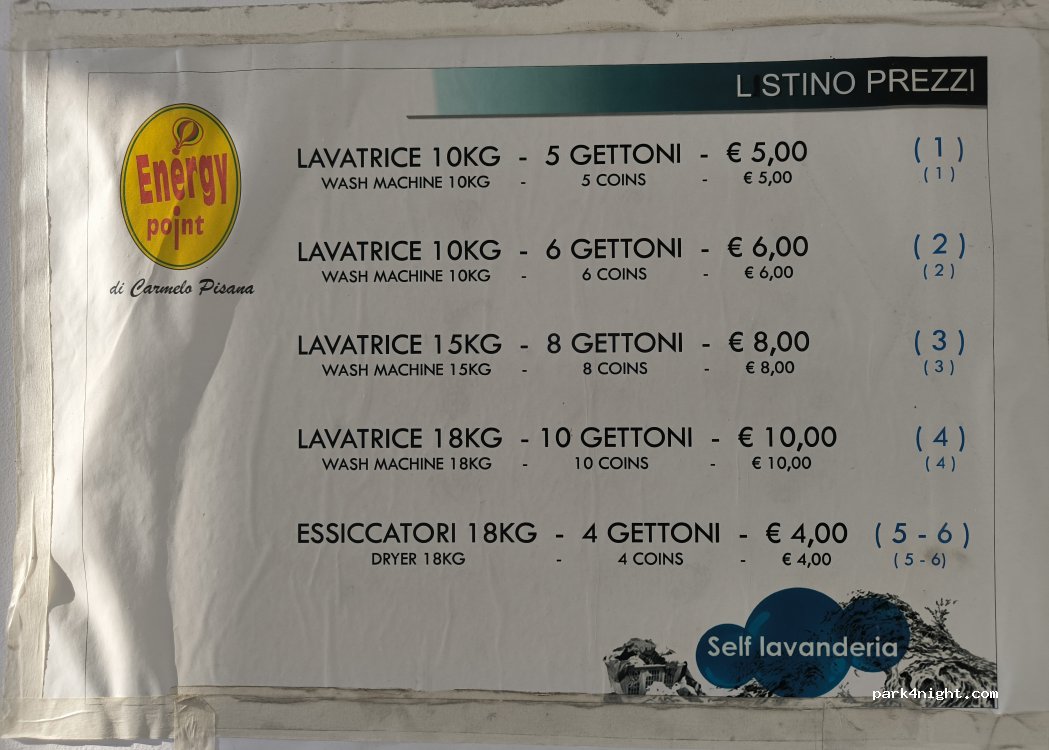 L STINO PREZZI
Energy
point
di Carmelo Pisana
LAVATRICE 10KG - 5 GETTONI - € 5,00 ( 1 )
WASH MACHINE 10KG - 5 COINS - € 5,00 ( 1 )
LAVATRICE 10KG - 6 GETTONI - € 6,00 ( 2 )
WASH MACHINE 10KG - 6 COINS - € 6,00 ( 2 )
LAVATRICE 15KG - 8 GETTONI - € 8,00 ( 3 )
WASH MACHINE 15KG - 8 COINS - € 8,00 ( 3 )
LAVATRICE 18KG - 10 GETTONI - € 10,00 ( 4 )
WASH MACHINE 18KG - 10 COINS - € 10,00 ( 4 )
ESSICCATORI 18KG - 4 GETTONI - € 4,00 ( 5 - 6 )
DRYER 18KG - 4 COINS - € 4,00 ( 5 - 6)
Self lavanderia
park4night.com